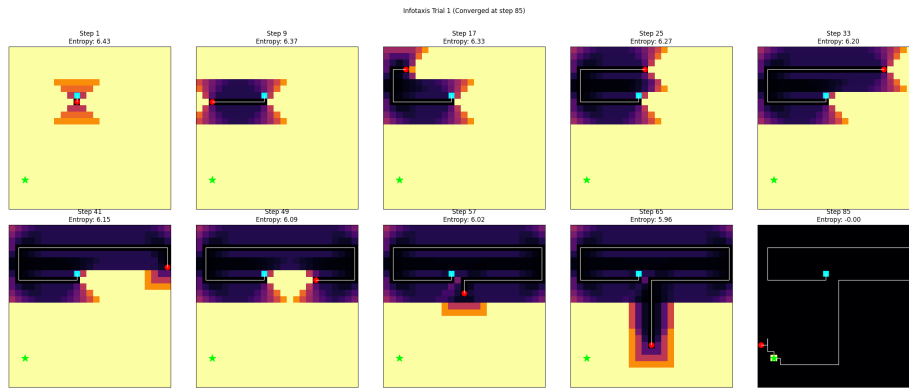 Infotaxis Trial 1 (Converged at step 85)
Step 1
Entropy: 6.43
Step 9
Entropy: 6.37
Step 17
Entropy: 6.33
Step 25
Entropy: 6.27
Step 33
Entropy: 6.20
Step 41
Entropy: 6.15
Step 49
Entropy: 6.09
Step 57
Entropy: 6.02
Step 65
Entropy: 5.96
Step 85
Entropy: -0.00